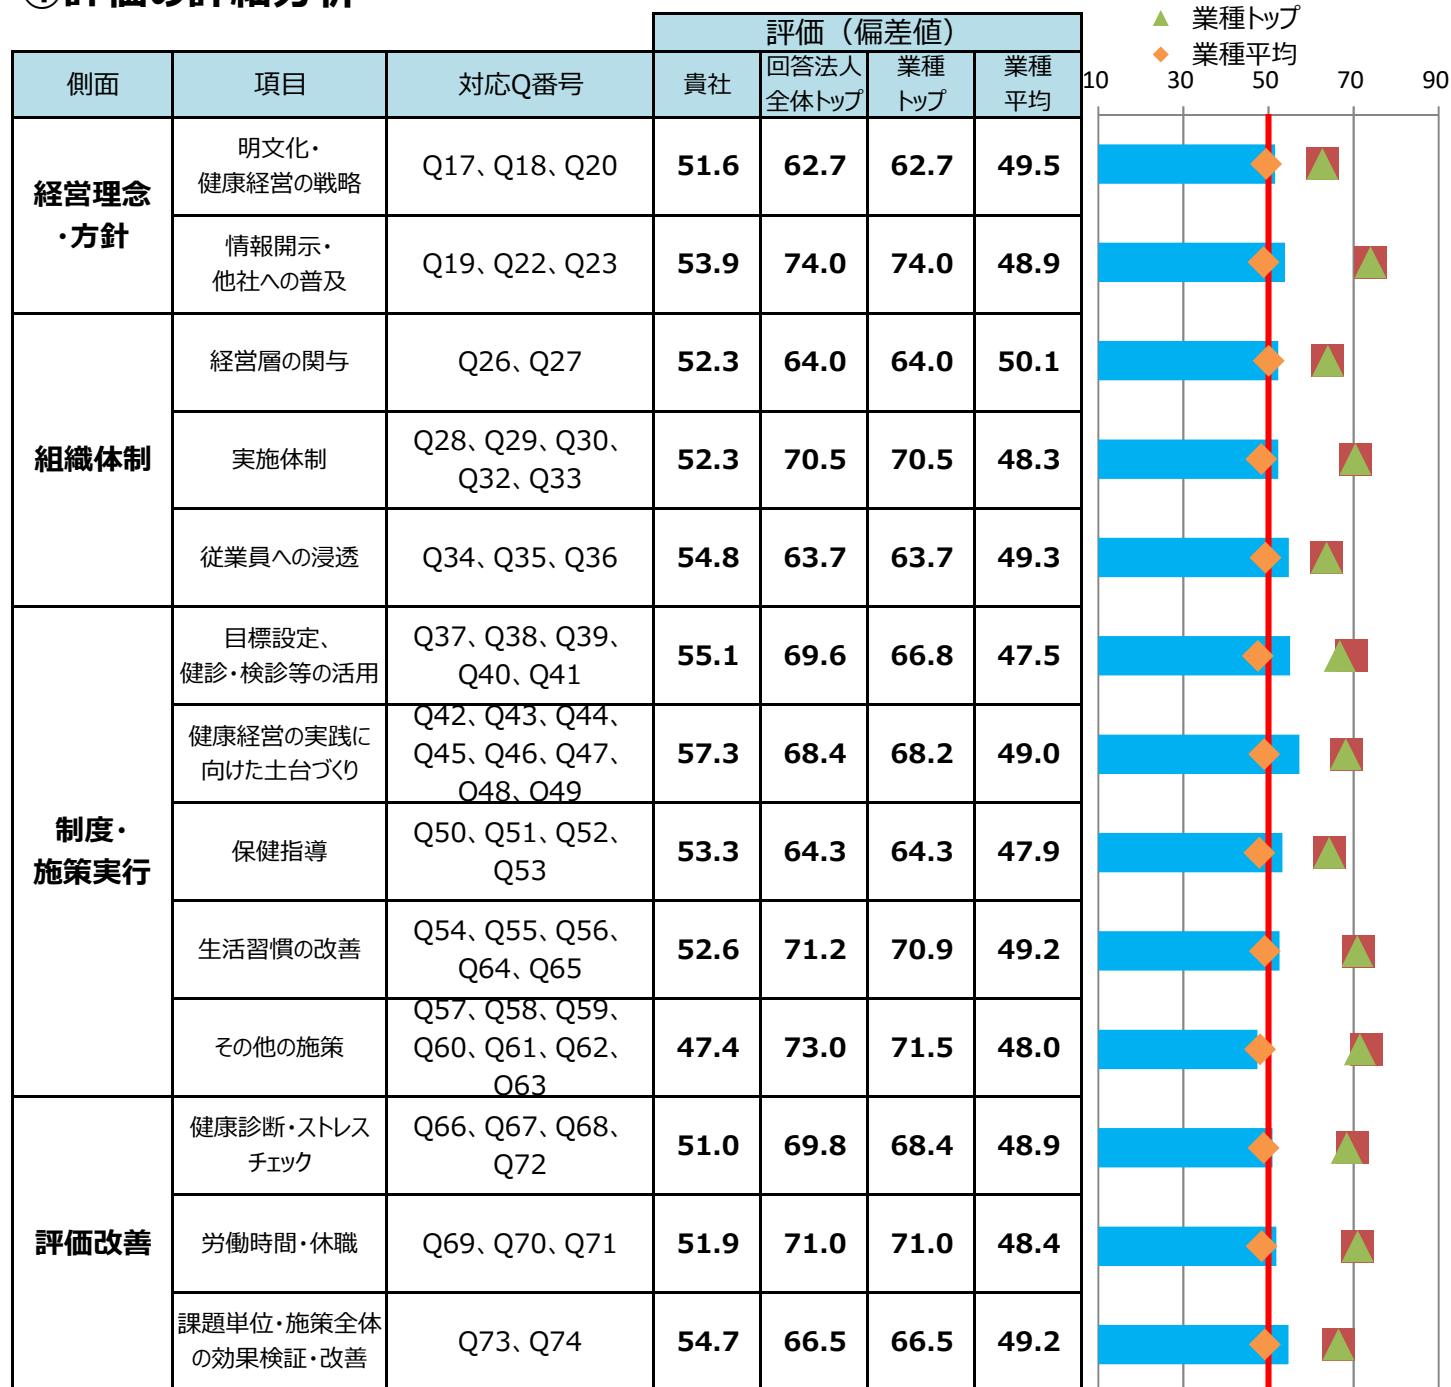 ①評価の詳細分析
▲ 業種トップ
◆ 業種平均
10 30 50 70 90
評価（偏差値）
側面 項目 対応Q番号 貴社 回答法人 業種 業種
全体トップ トップ 平均
経営理念
・方針
明文化・
健康経営の戦略
Q17、Q18、Q20
51.6 62.7 62.7 49.5
情報開示・
他社への普及
Q19、Q22、Q23
53.9 74.0 74.0 48.9
組織体制
経営層の関与
Q26、Q27
52.3 64.0 64.0 50.1
実施体制
Q28、Q29、Q30、
Q32、Q33
52.3 70.5 70.5 48.3
従業員への浸透
Q34、Q35、Q36
54.8 63.7 63.7 49.3
制度・
施策実行
目標設定、
健診・検診等の活用
Q37、Q38、Q39、
Q40、Q41
55.1 69.6 66.8 47.5
健康経営の実践に
向けた土台づくり
Q42、Q43、Q44、
Q45、Q46、Q47、
Q48、Q49
57.3 68.4 68.2 49.0
保健指導
Q50、Q51、Q52、
Q53
53.3 64.3 64.3 47.9
生活習慣の改善
Q54、Q55、Q56、
Q64、Q65
52.6 71.2 70.9 49.2
その他の施策
Q57、Q58、Q59、
Q60、Q61、Q62、
Q63
47.4 73.0 71.5 48.0
評価改善
健康診断・ストレス
チェック
Q66、Q67、Q68、
Q72
51.0 69.8 68.4 48.9
労働時間・休職
Q69、Q70、Q71
51.9 71.0 71.0 48.4
課題単位・施策全体
の効果検証・改善
Q73、Q74
54.7 66.5 66.5 49.2